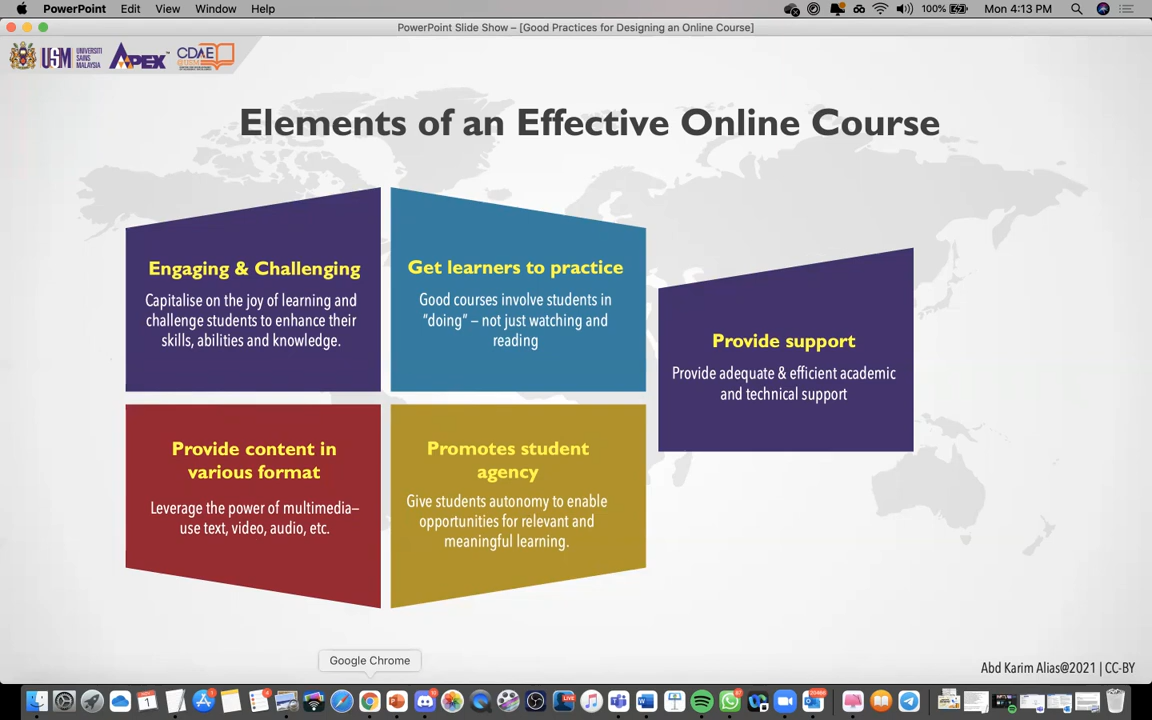 PowerPoint Edit View Window Help
100%
Mon 4:13 PM
PowerPoint Slide Show – [Good Practices for Designing an Online Course]
USM UNIVERSITI SAINS MALAYSIA
APEX™
CDAE
Elements of an Effective Online Course
Engaging & Challenging
Capitalise on the joy of learning and
challenge students to enhance their
skills, abilities and knowledge.
Get learners to practice
Good courses involve students in
“doing” – not just watching and
reading
Provide support
Provide adequate & efficient academic
and technical support
Provide content in
various format
Leverage the power of multimedia–
use text, video, audio, etc.
Promotes student
agency
Give students autonomy to enable
opportunities for relevant and
meaningful learning.
Google Chrome
Abd Karim Alias@2021 | CC-BY